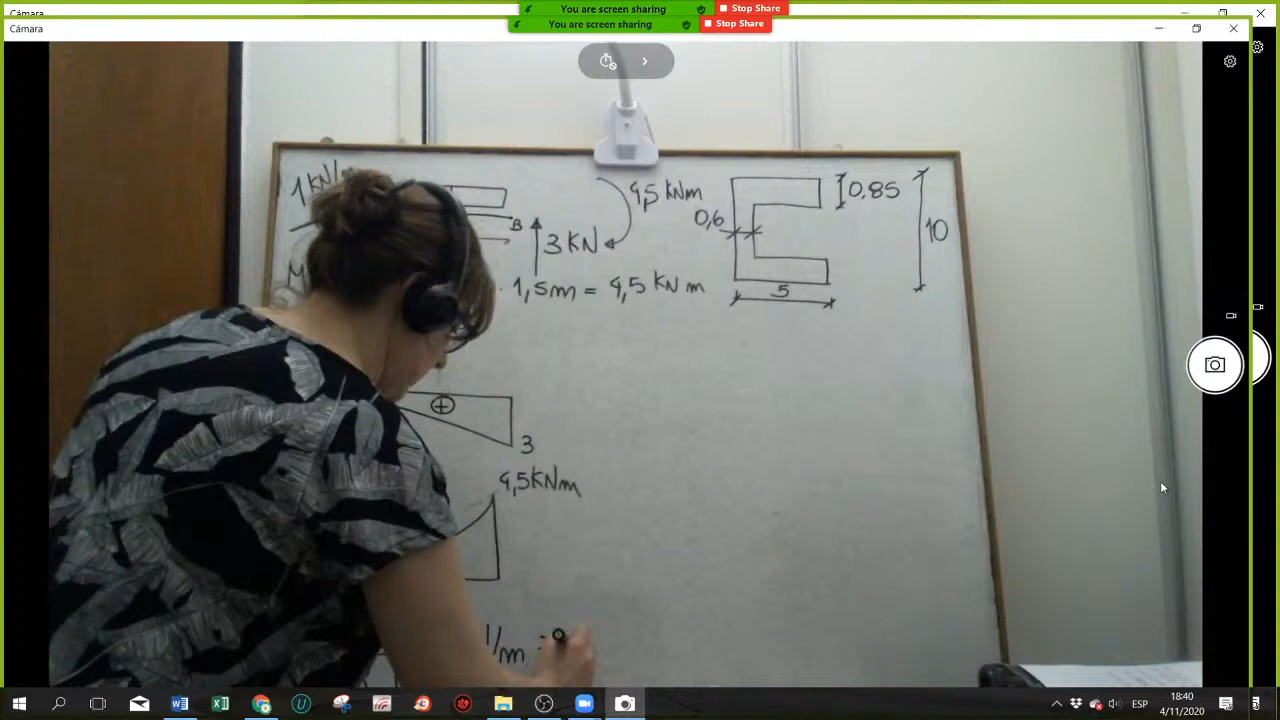 You are screen sharing Stop Share
Cámara
You are screen sharing Stop Share
Cámara
1 KN/m
B
3 KN
4,5 KNm
0,6
0,85
10
5
1,5m = 4,5 KN m
3
4,5KNm
/m =
ESP
18:40
4/11/2020